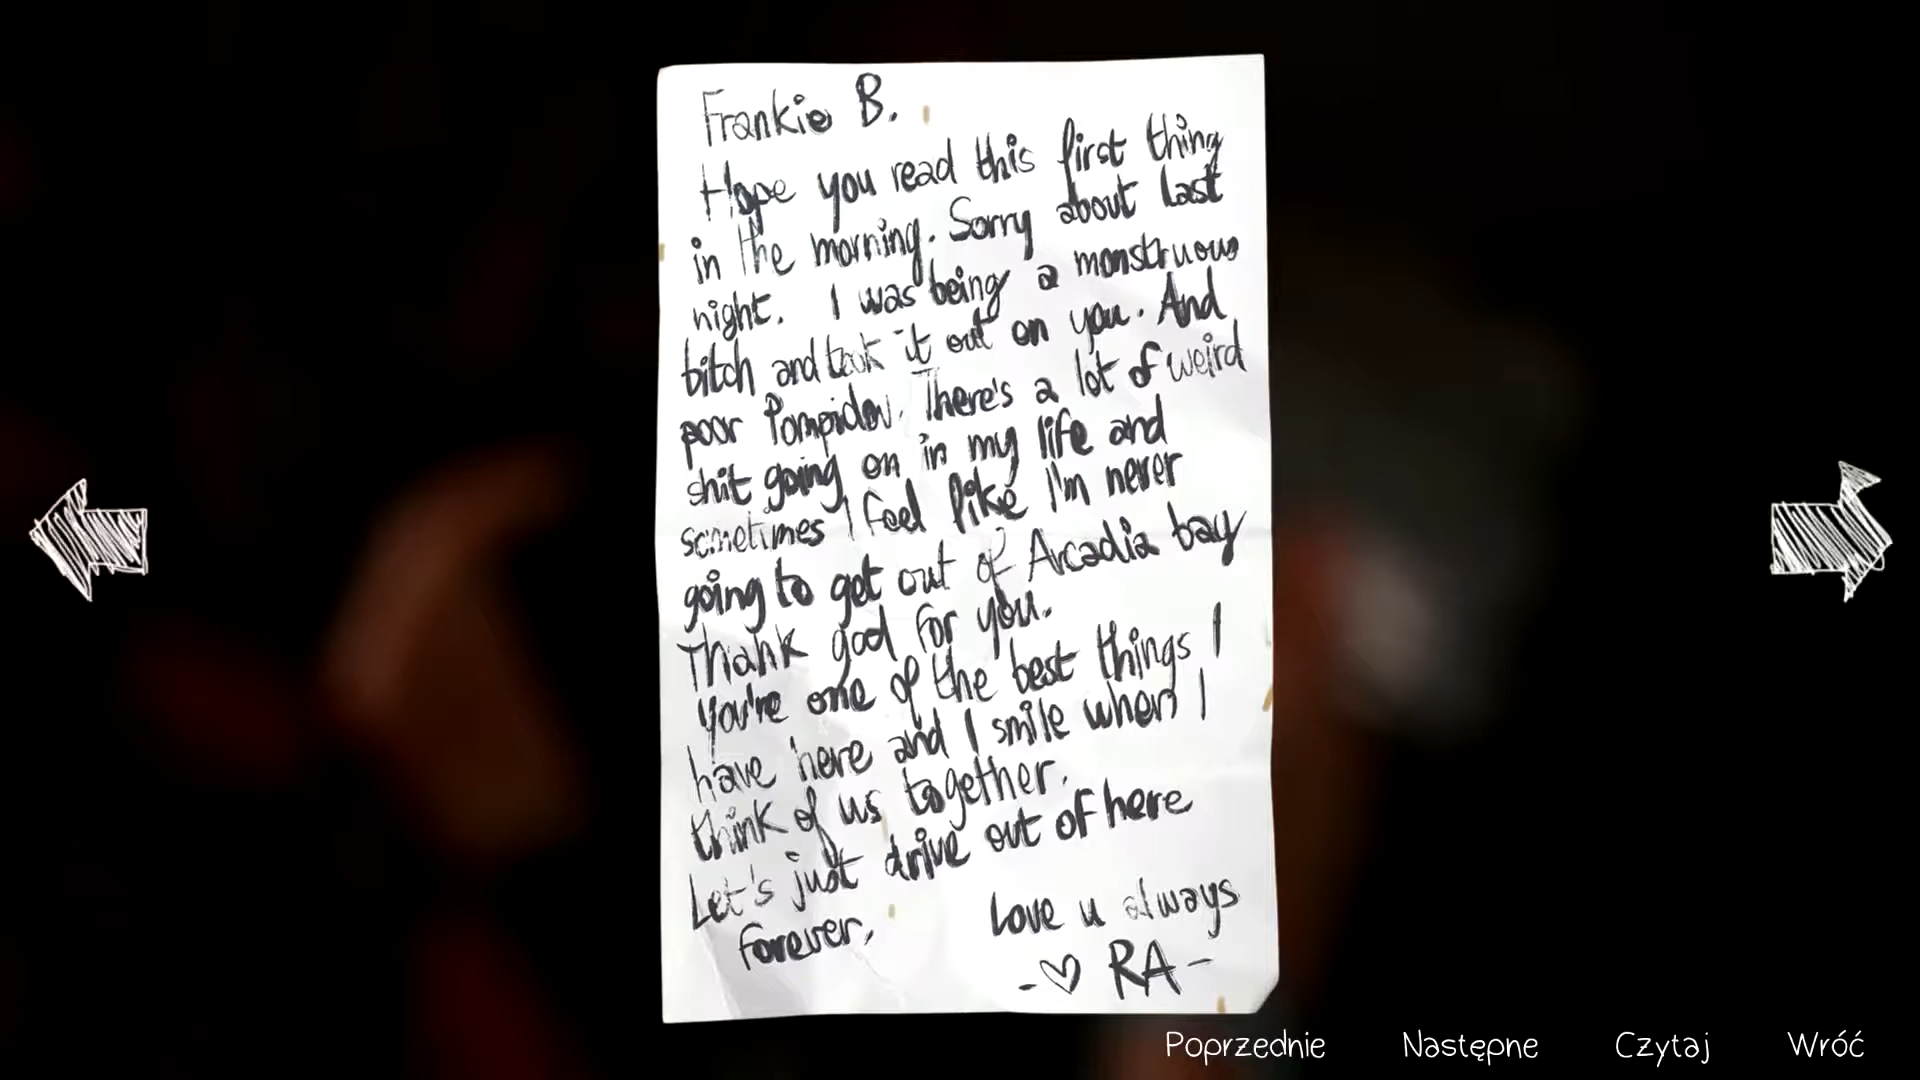 Frankie B.
Hope you read this first thing
in the morning. Sorry about last
night. I was being a monstruous
bitch and took it out on you. And
poor Pompidou. There's a lot of weird
shit going on in my life and
sometimes I feel like I'm never
going to get out of Arcadia bay
Thank god for you.
You're one of the best things I
have here and I smile when I
think of us together.
Let's just drive out of here
forever.
Love u always
-♡ RA-
Poprzednie Następne Czytaj Wróć